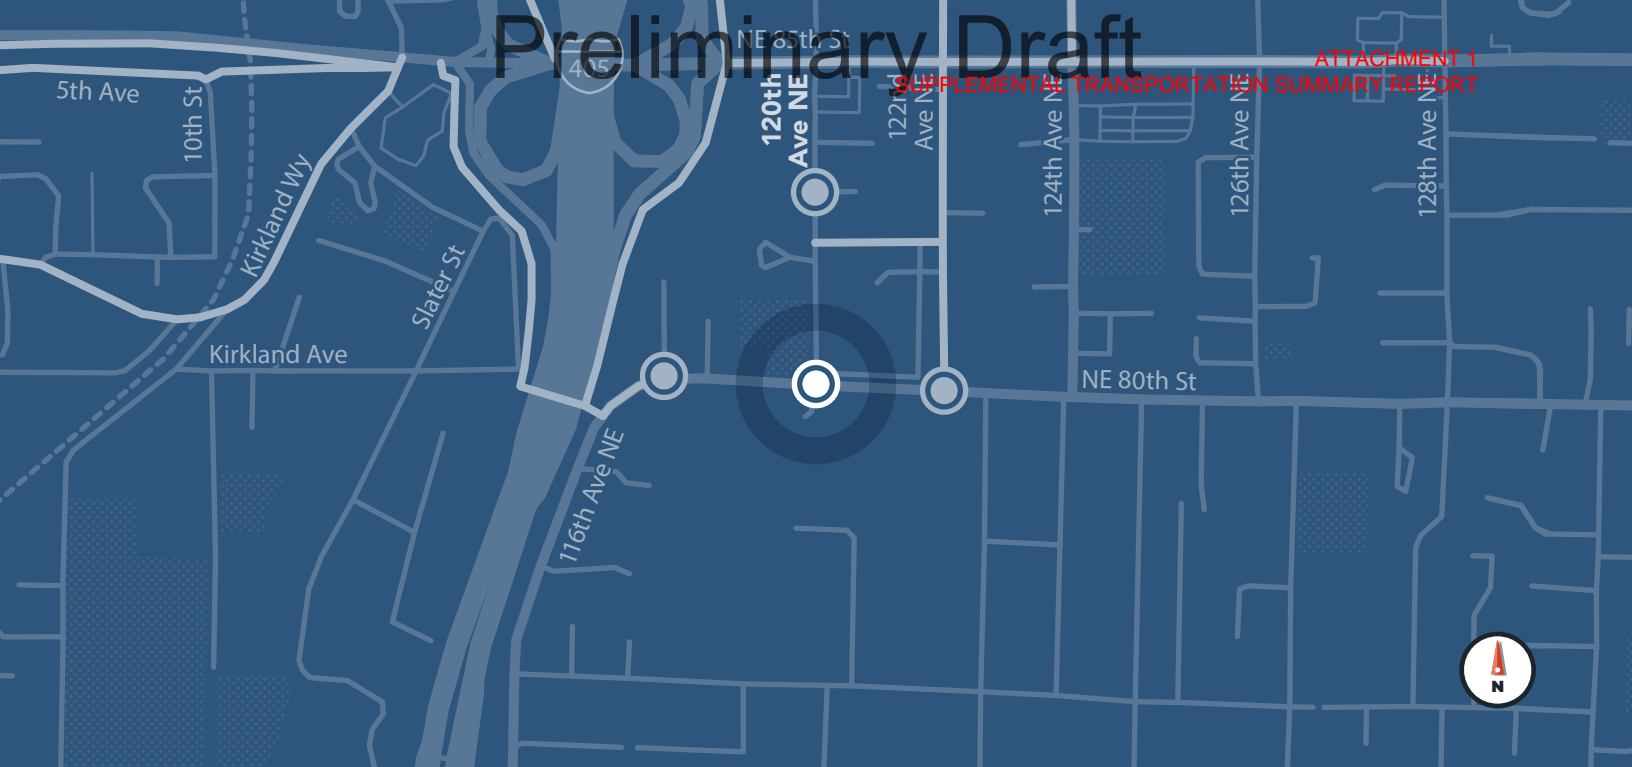 Preliminary Draft
NE 85th St
405
ATTACHMENT 1
SUPPLEMENTAL TRANSPORTATION SUMMARY REPORT
5th Ave
10th St
120th
Ave NE
122nd
Ave NE
124th Ave NE
126th Ave NE
128th Ave NE
Kirkland Wy
Slater St
Kirkland Ave
NE 80th St
116th Ave NE
N